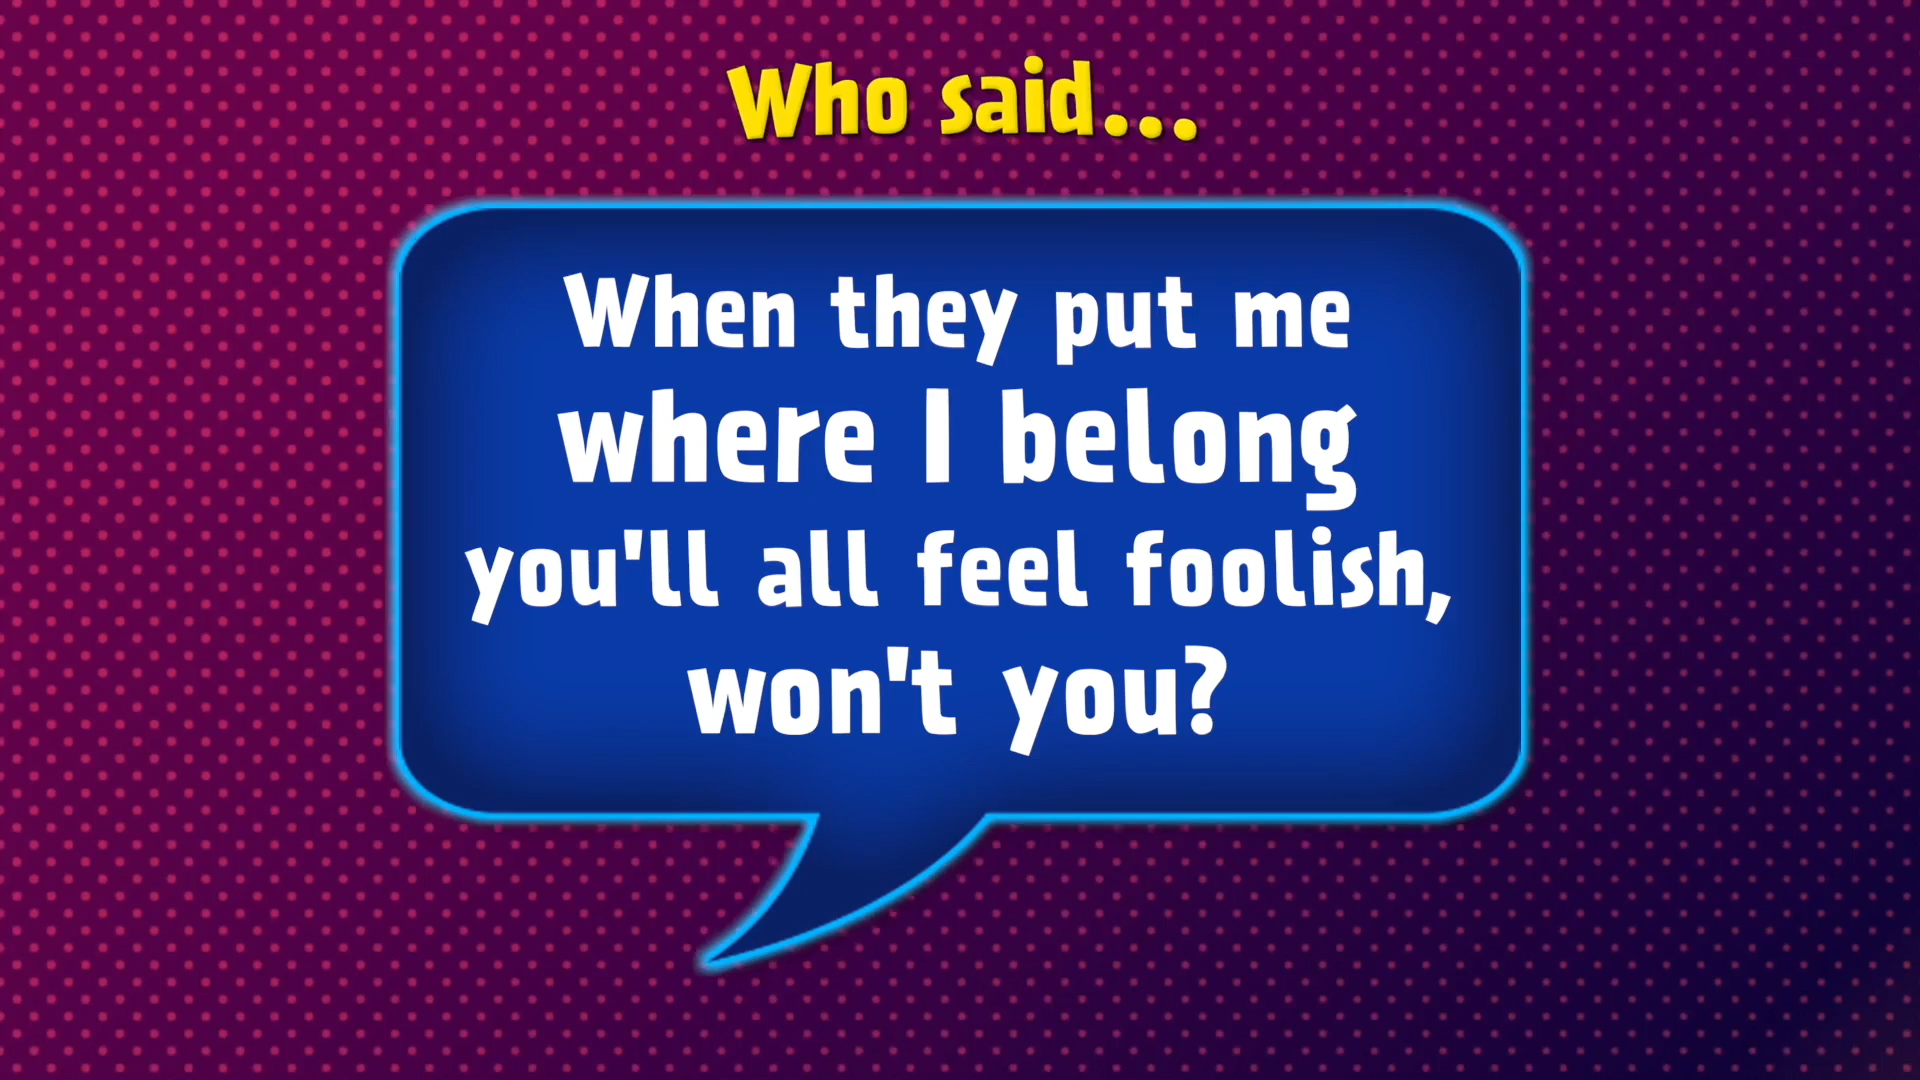 Who said...
When they put me
where I belong
you'll all feel foolish,
won't you?